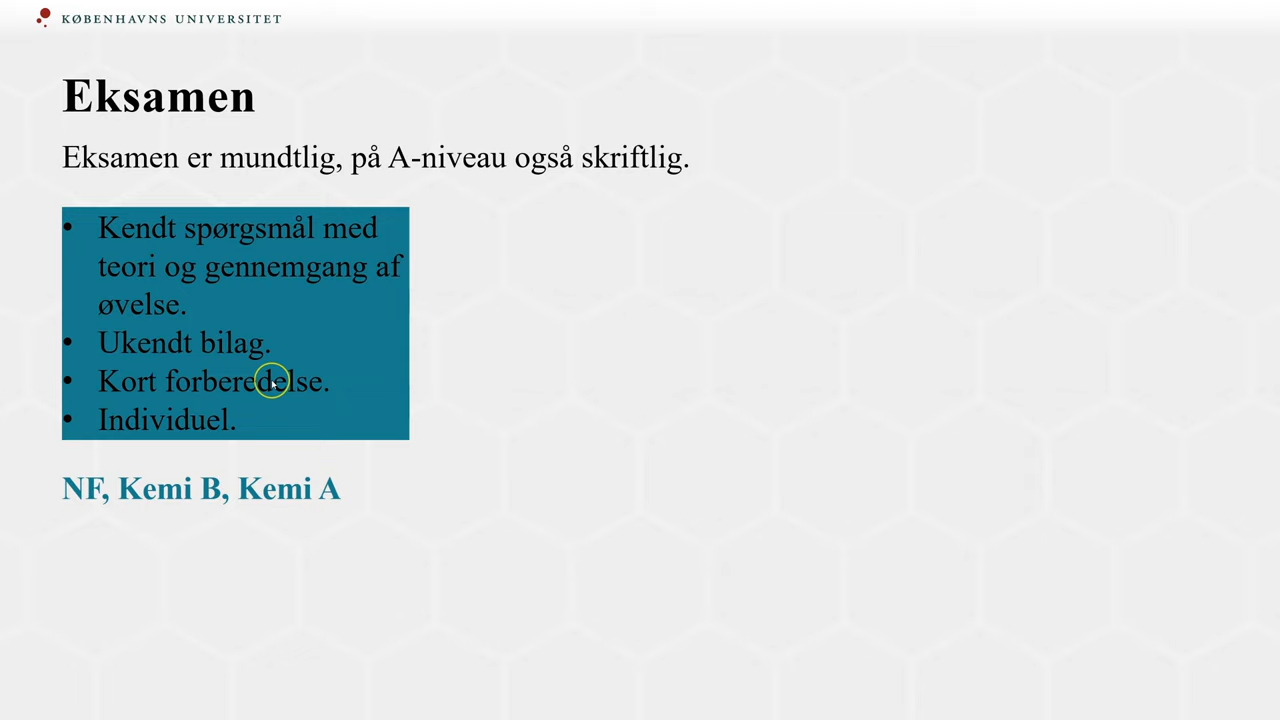 KØBENHAVNS UNIVERSITET
Eksamen
Eksamen er mundtlig, på A-niveau også skriftlig.
• Kendt spørgsmål med
teori og gennemgang af
øvelse.
• Ukendt bilag.
• Kort forberedelse.
• Individuel.
NF, Kemi B, Kemi A